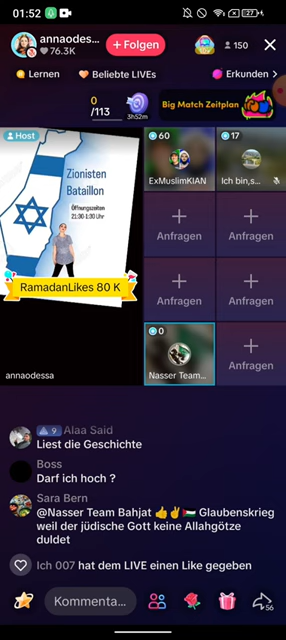 01:52
27
annaodes...
76.3K
+ Folgen
150
Lernen
Beliebte LIVEs
Erkunden
0
/113
3h52m
Big Match Zeitplan
Host
Zionisten
Bataillon
Öffnungszeiten
21:30-1:30 Uhr
RamadanLikes 80 K
annaodessa
60
ExMuslimKIAN
17
Ich bin,s...
Anfragen
Anfragen
Anfragen
Anfragen
0
Nasser Team...
Anfragen
9 Alaa Said
Liest die Geschichte
Boss
Darf ich hoch ?
Sara Bern
@Nasser Team Bahjat 👍✌🇵🇸 Glaubenskrieg
weil der jüdische Gott keine Allahgötze
duldet
Ich 007 hat dem LIVE einen Like gegeben
Kommenta...
56